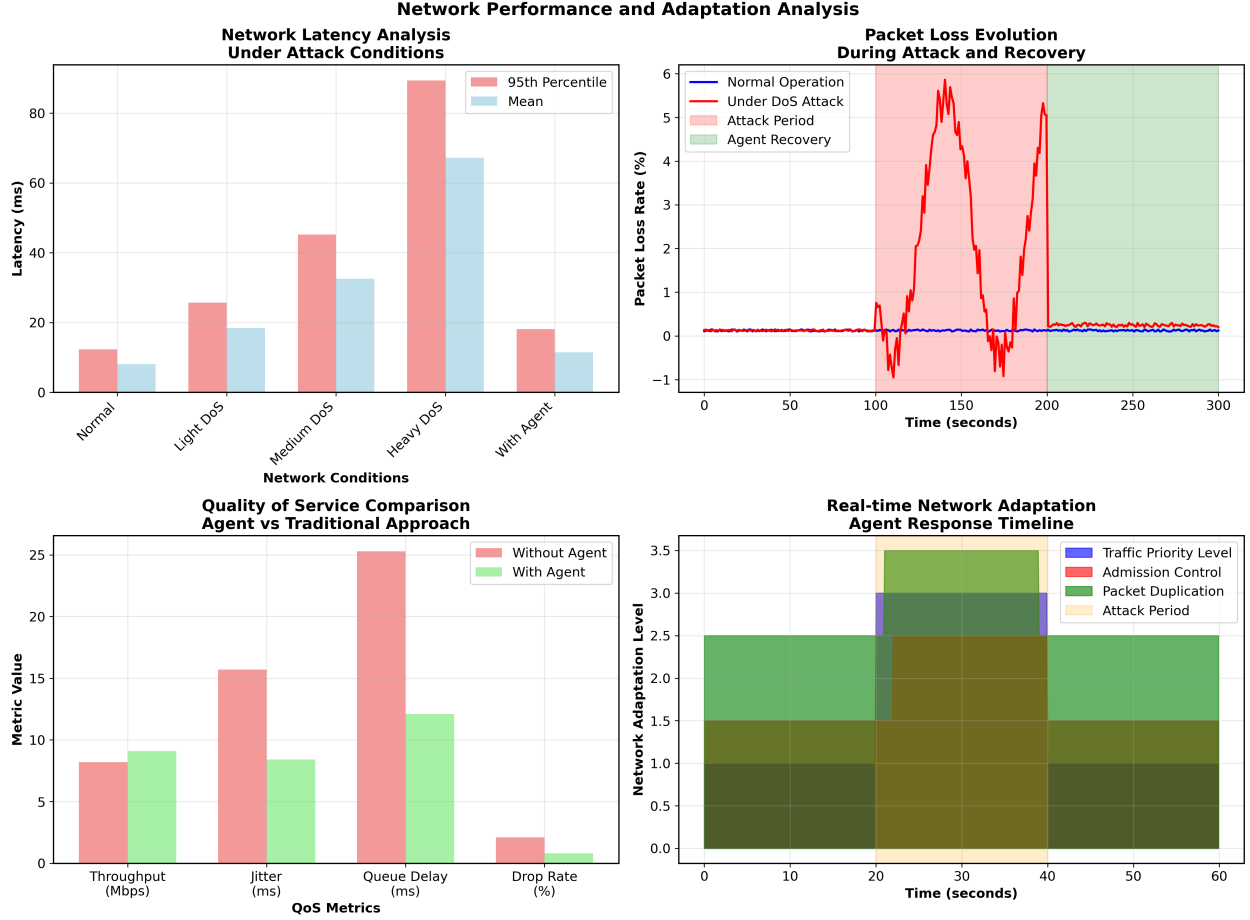 Network Performance and Adaptation Analysis
Network Latency Analysis
Under Attack Conditions
Latency (ms)
80
60
40
20
0
95th Percentile
Mean
Normal
Light DoS
Medium DoS
Heavy DoS
With Agent
Network Conditions
Packet Loss Evolution
During Attack and Recovery
Packet Loss Rate (%)
6
5
4
3
2
1
0
−1
Normal Operation
Under DoS Attack
Attack Period
Agent Recovery
0
50
100
150
200
250
300
Time (seconds)
Quality of Service Comparison
Agent vs Traditional Approach
Metric Value
25
20
15
10
5
0
Without Agent
With Agent
Throughput
(Mbps)
Jitter
(ms)
Queue Delay
(ms)
Drop Rate
(%)
QoS Metrics
Real-time Network Adaptation
Agent Response Timeline
Network Adaptation Level
3.5
3.0
2.5
2.0
1.5
1.0
0.5
0.0
Traffic Priority Level
Admission Control
Packet Duplication
Attack Period
0
10
20
30
40
50
60
Time (seconds)